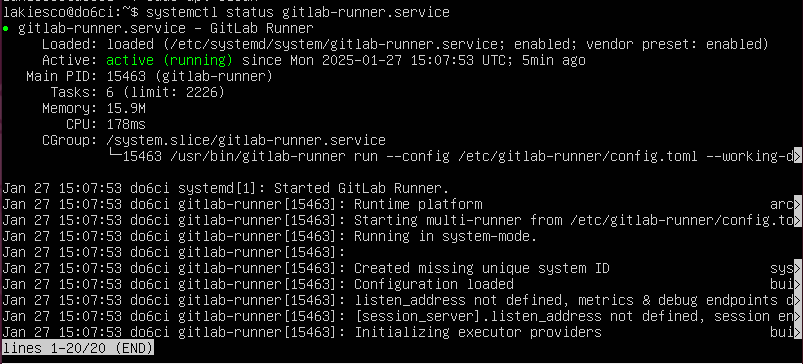 lakiesco@do6ci:~$ systemctl status gitlab-runner.service
● gitlab-runner.service - GitLab Runner
     Loaded: loaded (/etc/systemd/system/gitlab-runner.service; enabled; vendor preset: enabled)
     Active: active (running) since Mon 2025-01-27 15:07:53 UTC; 5min ago
   Main PID: 15463 (gitlab-runner)
      Tasks: 6 (limit: 2226)
     Memory: 15.9M
        CPU: 178ms
     CGroup: /system.slice/gitlab-runner.service
             └─15463 /usr/bin/gitlab-runner run --config /etc/gitlab-runner/config.toml --working-d>
Jan 27 15:07:53 do6ci systemd[1]: Started GitLab Runner.
Jan 27 15:07:53 do6ci gitlab-runner[15463]: Runtime platform                                    arc>
Jan 27 15:07:53 do6ci gitlab-runner[15463]: Starting multi-runner from /etc/gitlab-runner/config.to>
Jan 27 15:07:53 do6ci gitlab-runner[15463]: Running in system-mode.
Jan 27 15:07:53 do6ci gitlab-runner[15463]:
Jan 27 15:07:53 do6ci gitlab-runner[15463]: Created missing unique system ID                    sys>
Jan 27 15:07:53 do6ci gitlab-runner[15463]: Configuration loaded                                bui>
Jan 27 15:07:53 do6ci gitlab-runner[15463]: listen_address not defined, metrics & debug endpoints d>
Jan 27 15:07:53 do6ci gitlab-runner[15463]: [session_server].listen_address not defined, session en>
Jan 27 15:07:53 do6ci gitlab-runner[15463]: Initializing executor providers                     bui>
lines 1-20/20 (END)